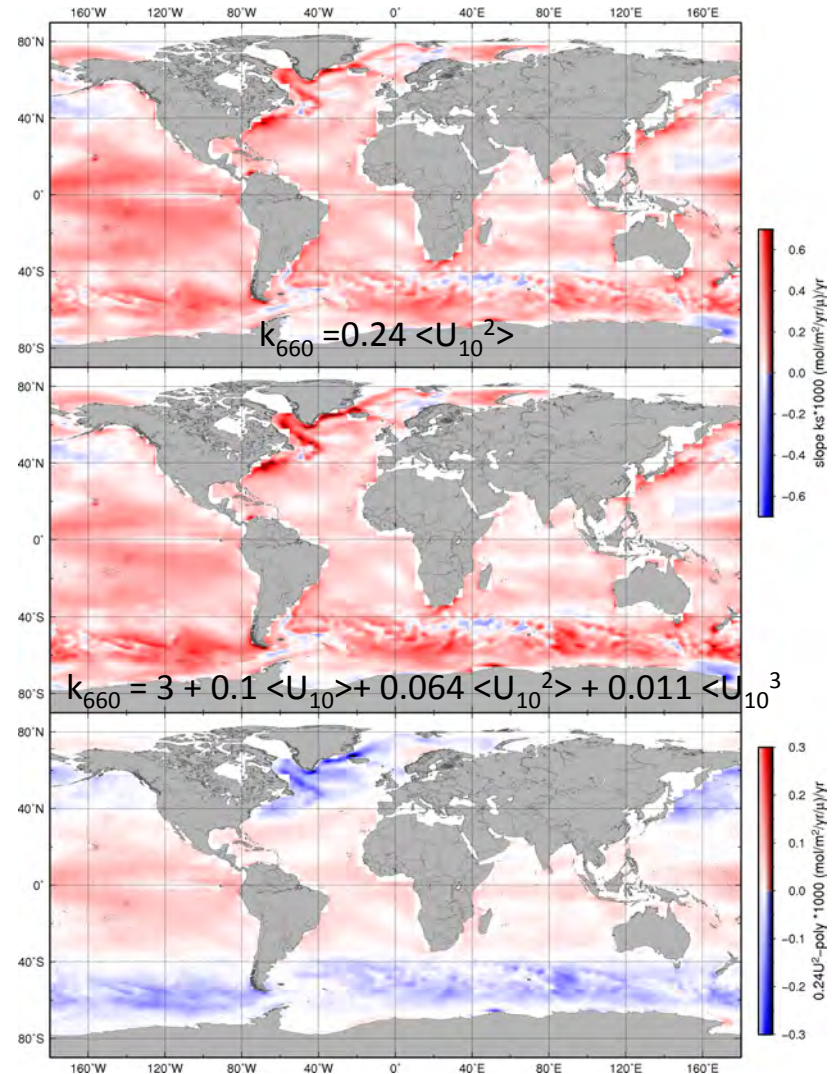 160°W 120°W 80°W 40°W 0° 40°E 80°E 120°E 160°E
80°N
40°N
0°
40°S
80°S
k660 =0.24 <U10²>
0.6
0.4
0.2
0.0
−0.2
−0.4
−0.6
slope ks*1000 (mol/m²/yr/μ)/yr
80°N
40°N
0°
40°S
80°S
k660 = 3 + 0.1 <U10>+ 0.064 <U10²> + 0.011 <U10³
80°N
40°N
0°
40°S
80°S
0.3
0.2
0.1
0.0
−0.1
−0.2
−0.3
0.24U²−poly *1000 (mol/m²/yr/μ)/yr
160°W 120°W 80°W 40°W 0° 40°E 80°E 120°E 160°E